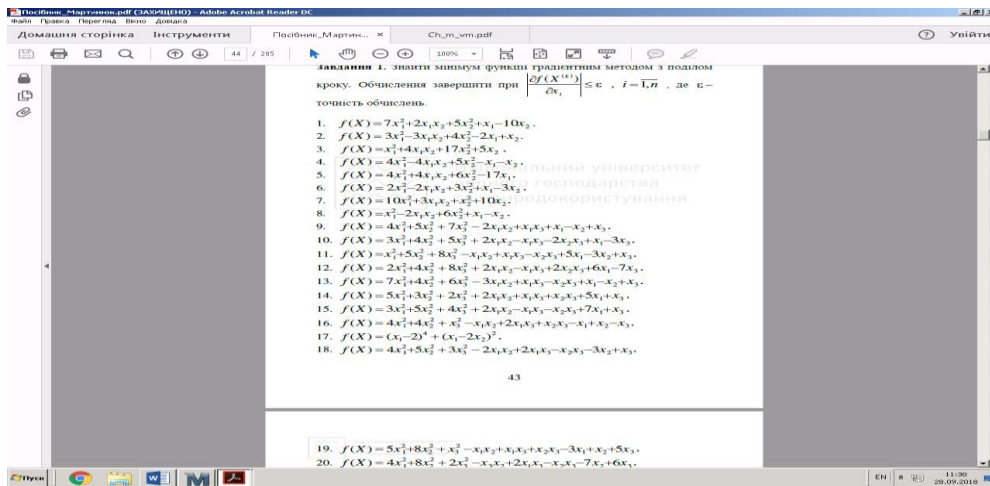 Посібник_Мартинюк.pdf (ЗАХИЩЕНО) - Adobe Acrobat Reader DC
Файл Правка Перегляд Вікно Довідка
Домашня сторінка Інструменти Посібник_Мартин... × Ch_m_vm.pdf Увійти
44 / 285 100%
Завдання 1. Знайти мінімум функції градієнтним методом з поділом
кроку. Обчислення завершити при |∂f(X^(k))/∂x_i| ≤ ε , i = 1,n , де ε–
точність обчислень.
1. f(X) = 7x₁²+2x₁x₂+5x₂²+x₁–10x₂.
2. f(X) = 3x₁²–3x₁x₂+4x₂²–2x₁+x₂.
3. f(X) = x₁²+4x₁x₂+17x₂²+5x₂.
4. f(X) = 4x₁²–4x₁x₂+5x₂²–x₁–x₂.
5. f(X) = 4x₁²+4x₁x₂+6x₂²–17x₁.
6. f(X) = 2x₁²–2x₁x₂+3x₂²+x₁–3x₂.
7. f(X) = 10x₁²+3x₁x₂+x₂²+10x₂.
8. f(X) = x₁²–2x₁x₂+6x₂²+x₁–x₂.
9. f(X) = 4x₁²+5x₂² + 7x₃² – 2x₁x₂+x₁x₃+x₁–x₂+x₃.
10. f(X) = 3x₁²+4x₂² + 5x₃² + 2x₁x₂–x₁x₃–2x₂x₃+x₁–3x₃.
11. f(X) = x₁²+5x₂² + 8x₃² –x₁x₂+x₁x₃–x₂x₃+5x₁–3x₂+x₃.
12. f(X) = 2x₁²+4x₂² + 8x₃² + 2x₁x₂–x₁x₃+2x₂x₃+6x₁–7x₃.
13. f(X) = 7x₁²+4x₂² + 6x₃² – 3x₁x₂+x₁x₃–x₂x₃+x₁–x₂+x₃.
14. f(X) = 5x₁²+3x₂² + 2x₃² + 2x₁x₂+x₁x₃+x₂x₃+5x₁+x₃.
15. f(X) = 3x₁²+5x₂² + 4x₃² + 2x₁x₂–x₁x₃–x₂x₃+7x₁+x₃.
16. f(X) = 4x₁²+4x₂² + x₃² –x₁x₂+2x₁x₃+x₂x₃–x₁+x₂–x₃.
17. f(X) = (x₁–2)⁴ + (x₁–2x₂)².
18. f(X) = 4x₁²+5x₂² + 3x₃² – 2x₁x₂+2x₁x₃–x₂x₃–3x₂+x₃.
43
19. f(X) = 5x₁²+8x₂² + x₃² –x₁x₂+x₁x₃+x₂x₃–3x₁+x₂+5x₃.
20. f(X) = 4x₁²+8x₂² + 2x₃² –x₁x₂+2x₁x₃–x₂x₃–7x₂+6x₃.
Пуск EN 11:30
28.09.2018